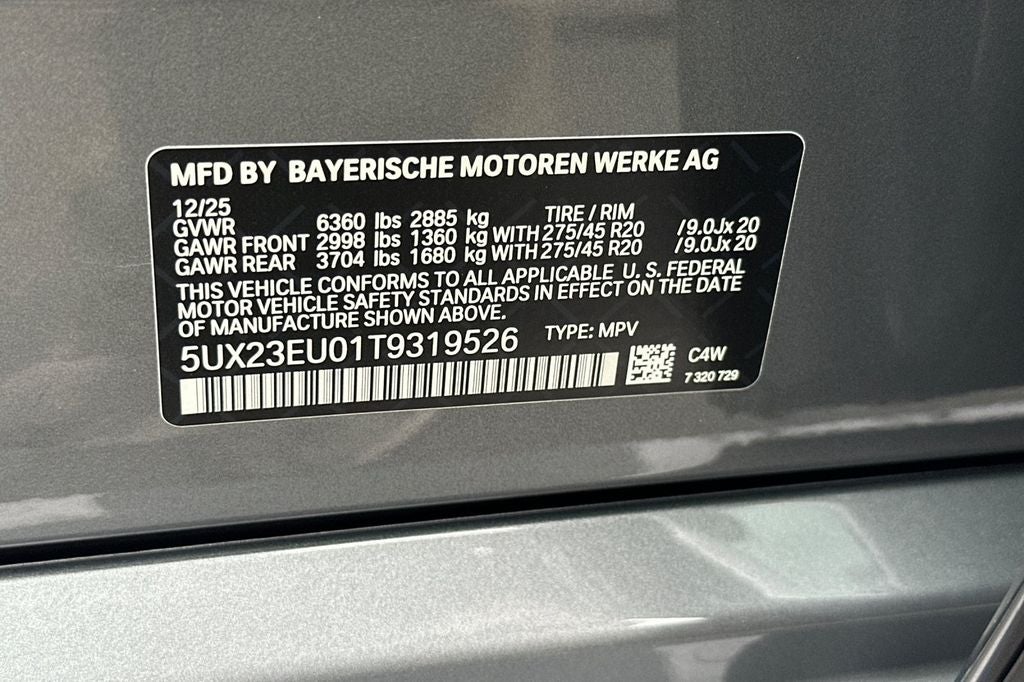 MFD BY BAYERISCHE MOTOREN WERKE AG
12/25
GVWR 6360 lbs 2885 kg TIRE / RIM
GAWR FRONT 2998 lbs 1360 kg WITH 275/45 R20 /9.0Jx20
GAWR REAR 3704 lbs 1680 kg WITH 275/45 R20 /9.0Jx20
THIS VEHICLE CONFORMS TO ALL APPLICABLE U. S. FEDERAL
MOTOR VEHICLE SAFETY STANDARDS IN EFFECT ON THE DATE
OF MANUFACTURE SHOWN ABOVE.
5UX23EU01T9319526 TYPE: MPV
C4W
7 320 729